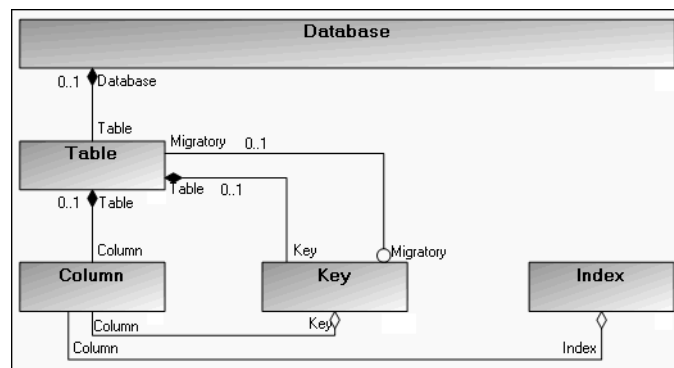 Database
0..1 Database
Table
Table
Migratory 0..1
Table 0..1
0..1 Table
Column
Key
Migratory
Column
Key
Index
Column
Key
Column
Index